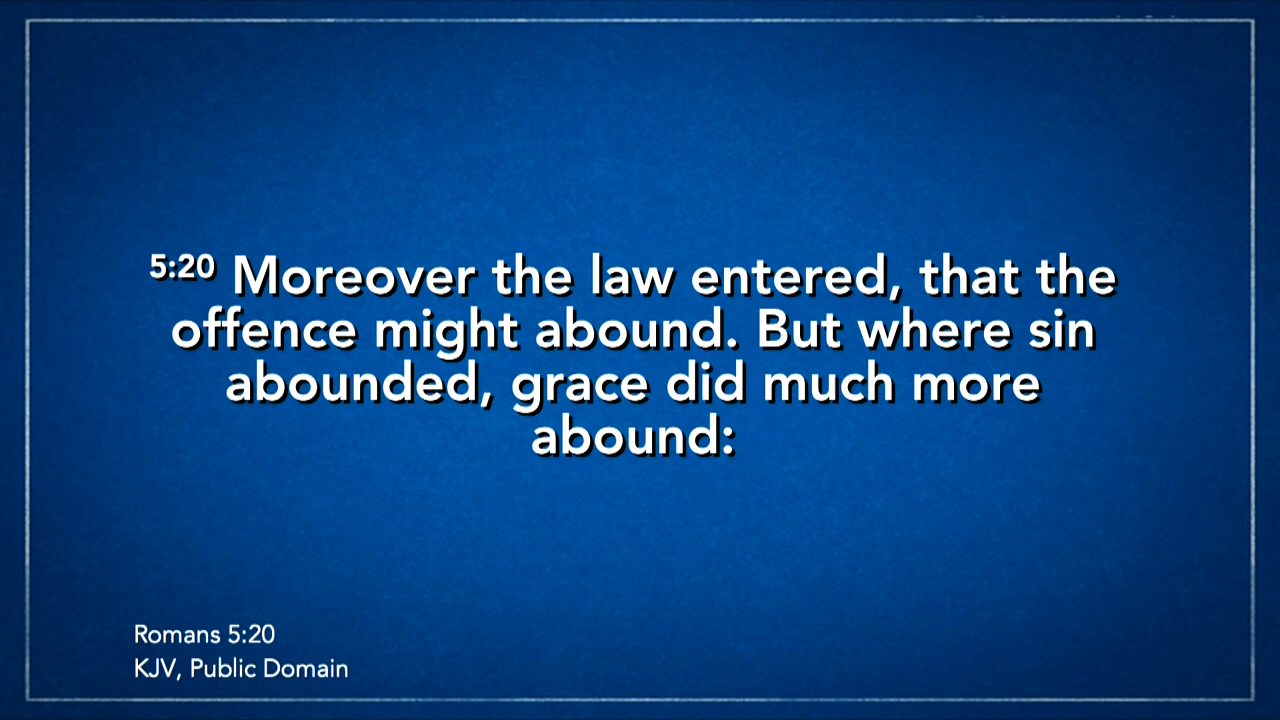 5:20 Moreover the law entered, that the
offence might abound. But where sin
abounded, grace did much more
abound:
Romans 5:20
KJV, Public Domain